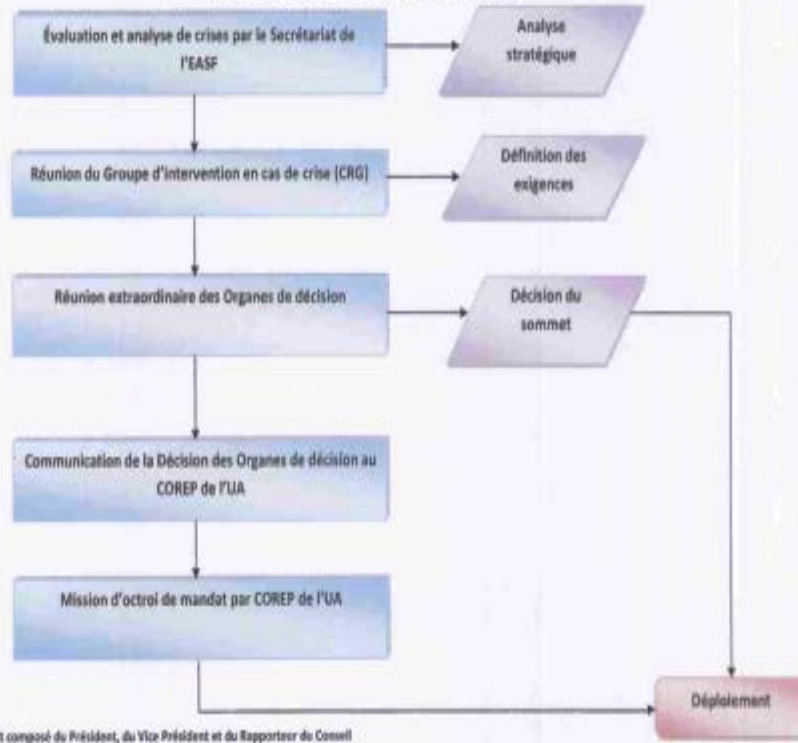 Évaluation et analyse de crises par le Secrétariat de
l'EASF
Analyse
stratégique
Réunion du Groupe d'intervention en cas de crise (CRG)
Définition des
exigences
Réunion extraordinaire des Organes de décision
Décision du
sommet
Communication de la Décision des Organes de décision au
COREP de l'UA
Mission d'octroi de mandat par COREP de l'UA
Déploiement
t composé du Président, du Vice Président et du Rapporteur du Conseil